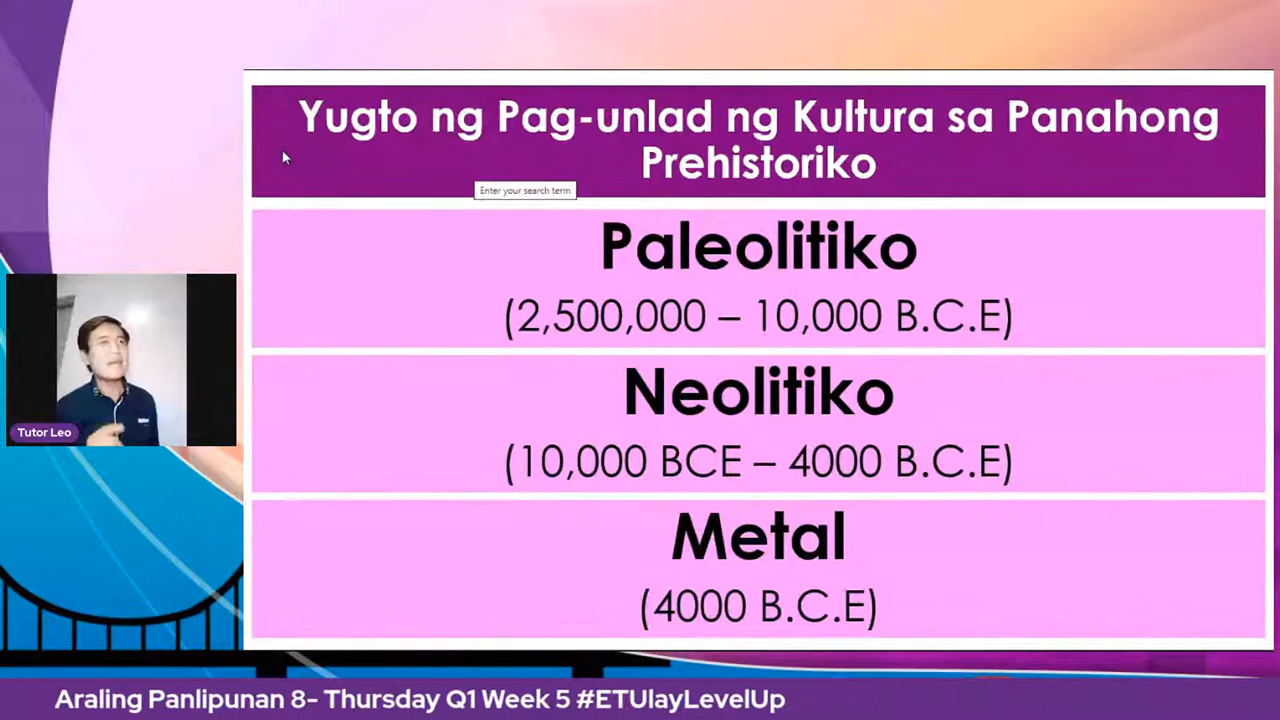 Yugto ng Pag-unlad ng Kultura sa Panahong
Prehistoriko
Enter your search term
Paleolitiko
(2,500,000 – 10,000 B.C.E)
Neolitiko
(10,000 BCE – 4000 B.C.E)
Metal
(4000 B.C.E)
Tutor Leo
Araling Panlipunan 8- Thursday Q1 Week 5 #ETUlayLevelUp